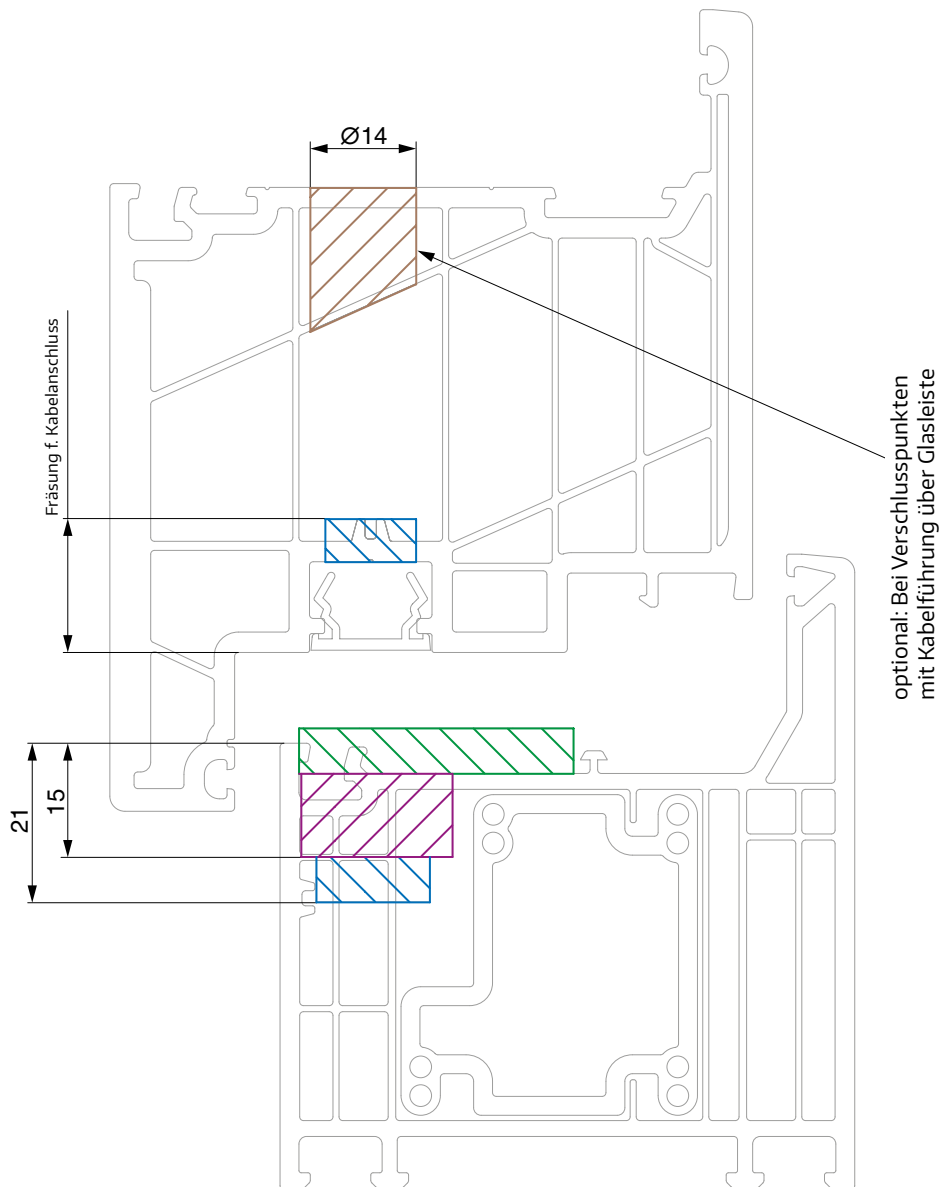 Ø14
Fräsung f. Kabelanschluss
optional: Bei Verschlusspunkten
mit Kabelführung über Glasleiste
15
21